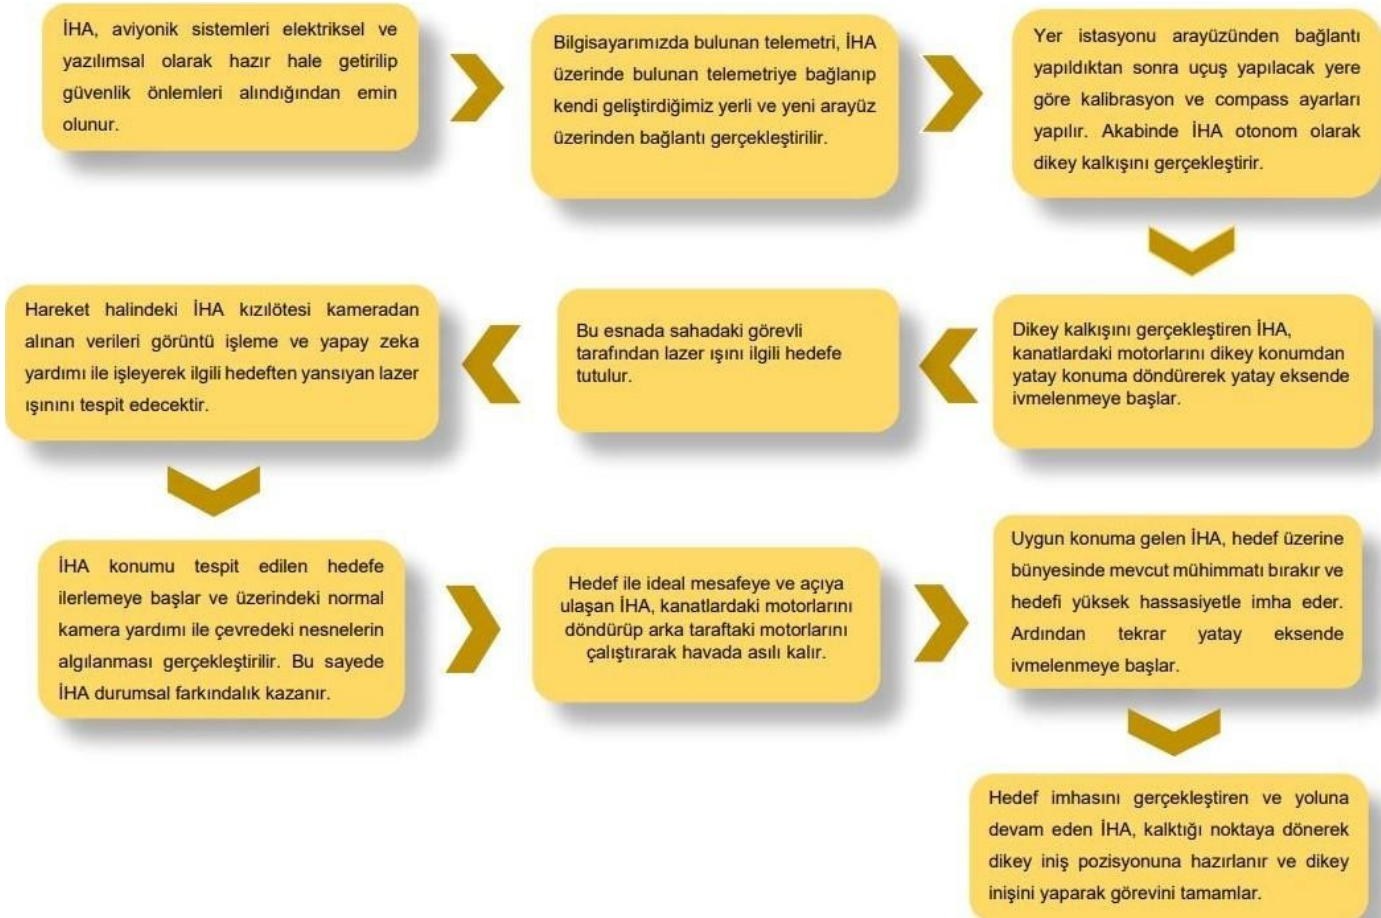 İHA, aviyonik sistemleri elektriksel ve
yazılımsal olarak hazır hale getirilip
güvenlik önlemleri alındığından emin
olunur.
Bilgisayarımızda bulunan telemetri, İHA
üzerinde bulunan telemetriye bağlanıp
kendi geliştirdiğimiz yerli ve yeni arayüz
üzerinden bağlantı gerçekleştirilir.
Yer istasyonu arayüzünden bağlantı
yapıldıktan sonra uçuş yapılacak yere
göre kalibrasyon ve compass ayarları
yapılır. Akabinde İHA otonom olarak
dikey kalkışını gerçekleştirir.
Dikey kalkışını gerçekleştiren İHA,
kanatlardaki motorlarını dikey konumdan
yatay konuma döndürerek yatay eksende
ivmelenmeye başlar.
Bu esnada sahadaki görevli
tarafından lazer ışını ilgili hedefe
tutulur.
Hareket halindeki İHA kızılötesi kameradan
alınan verileri görüntü işleme ve yapay zeka
yardımı ile işleyerek ilgili hedeften yansıyan lazer
ışınını tespit edecektir.
İHA konumu tespit edilen hedefe
ilerlemeye başlar ve üzerindeki normal
kamera yardımı ile çevredeki nesnelerin
algılanması gerçekleştirilir. Bu sayede
İHA durumsal farkındalık kazanır.
Hedef ile ideal mesafeye ve açıya
ulaşan İHA, kanatlardaki motorlarını
döndürüp arka taraftaki motorlarını
çalıştırarak havada asılı kalır.
Uygun konuma gelen İHA, hedef üzerine
bünyesinde mevcut mühimmatı bırakır ve
hedefi yüksek hassasiyetle imha eder.
Ardından tekrar yatay eksende
ivmelenmeye başlar.
Hedef imhasını gerçekleştiren ve yoluna
devam eden İHA, kalktığı noktaya dönerek
dikey iniş pozisyonuna hazırlanır ve dikey
inişini yaparak görevini tamamlar.